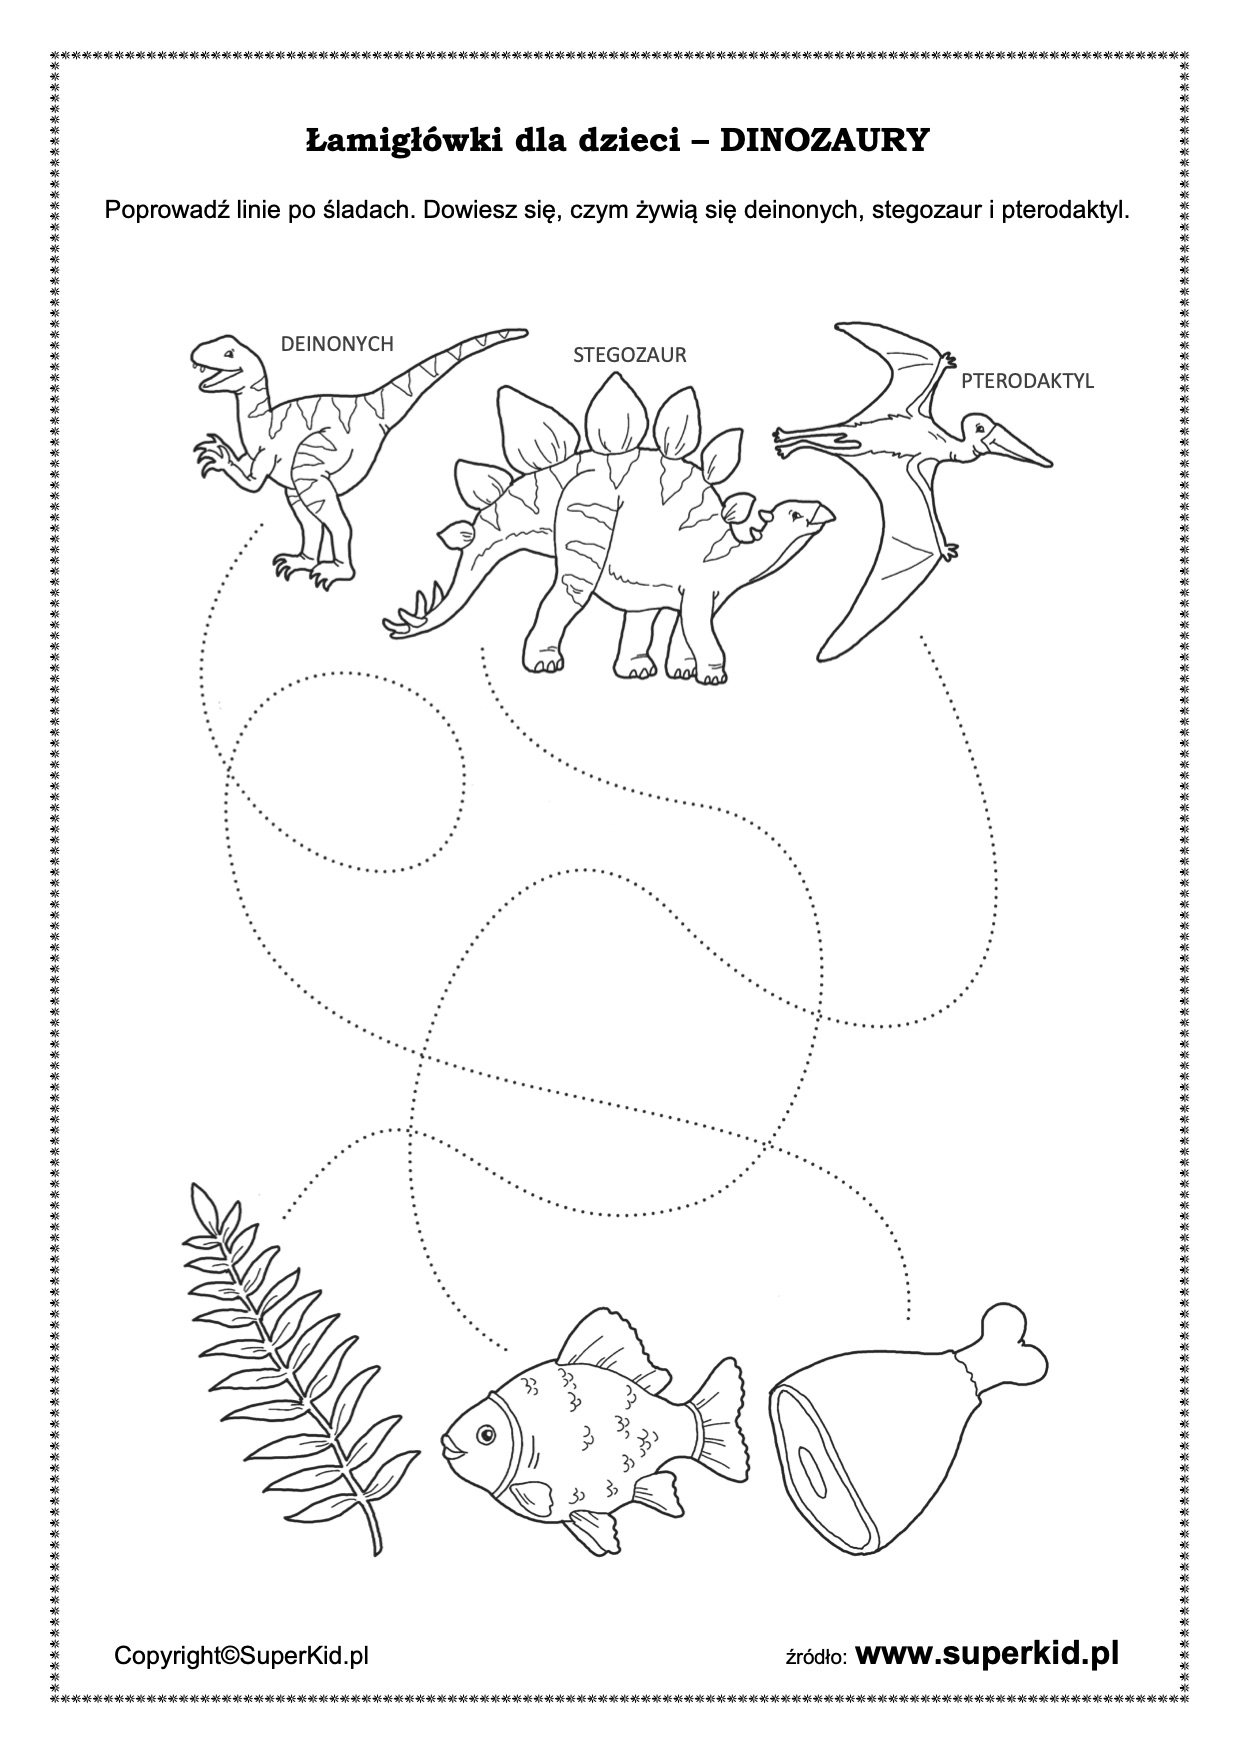 Łamigłówki dla dzieci – DINOZAURY
Poprowadź linie po śladach. Dowiesz się, czym żywią się deinonych, stegozaur i pterodaktyl.
DEINONYCH
STEGOZAUR
PTERODAKTYL
Copyright©SuperKid.pl
źródło: www.superkid.pl